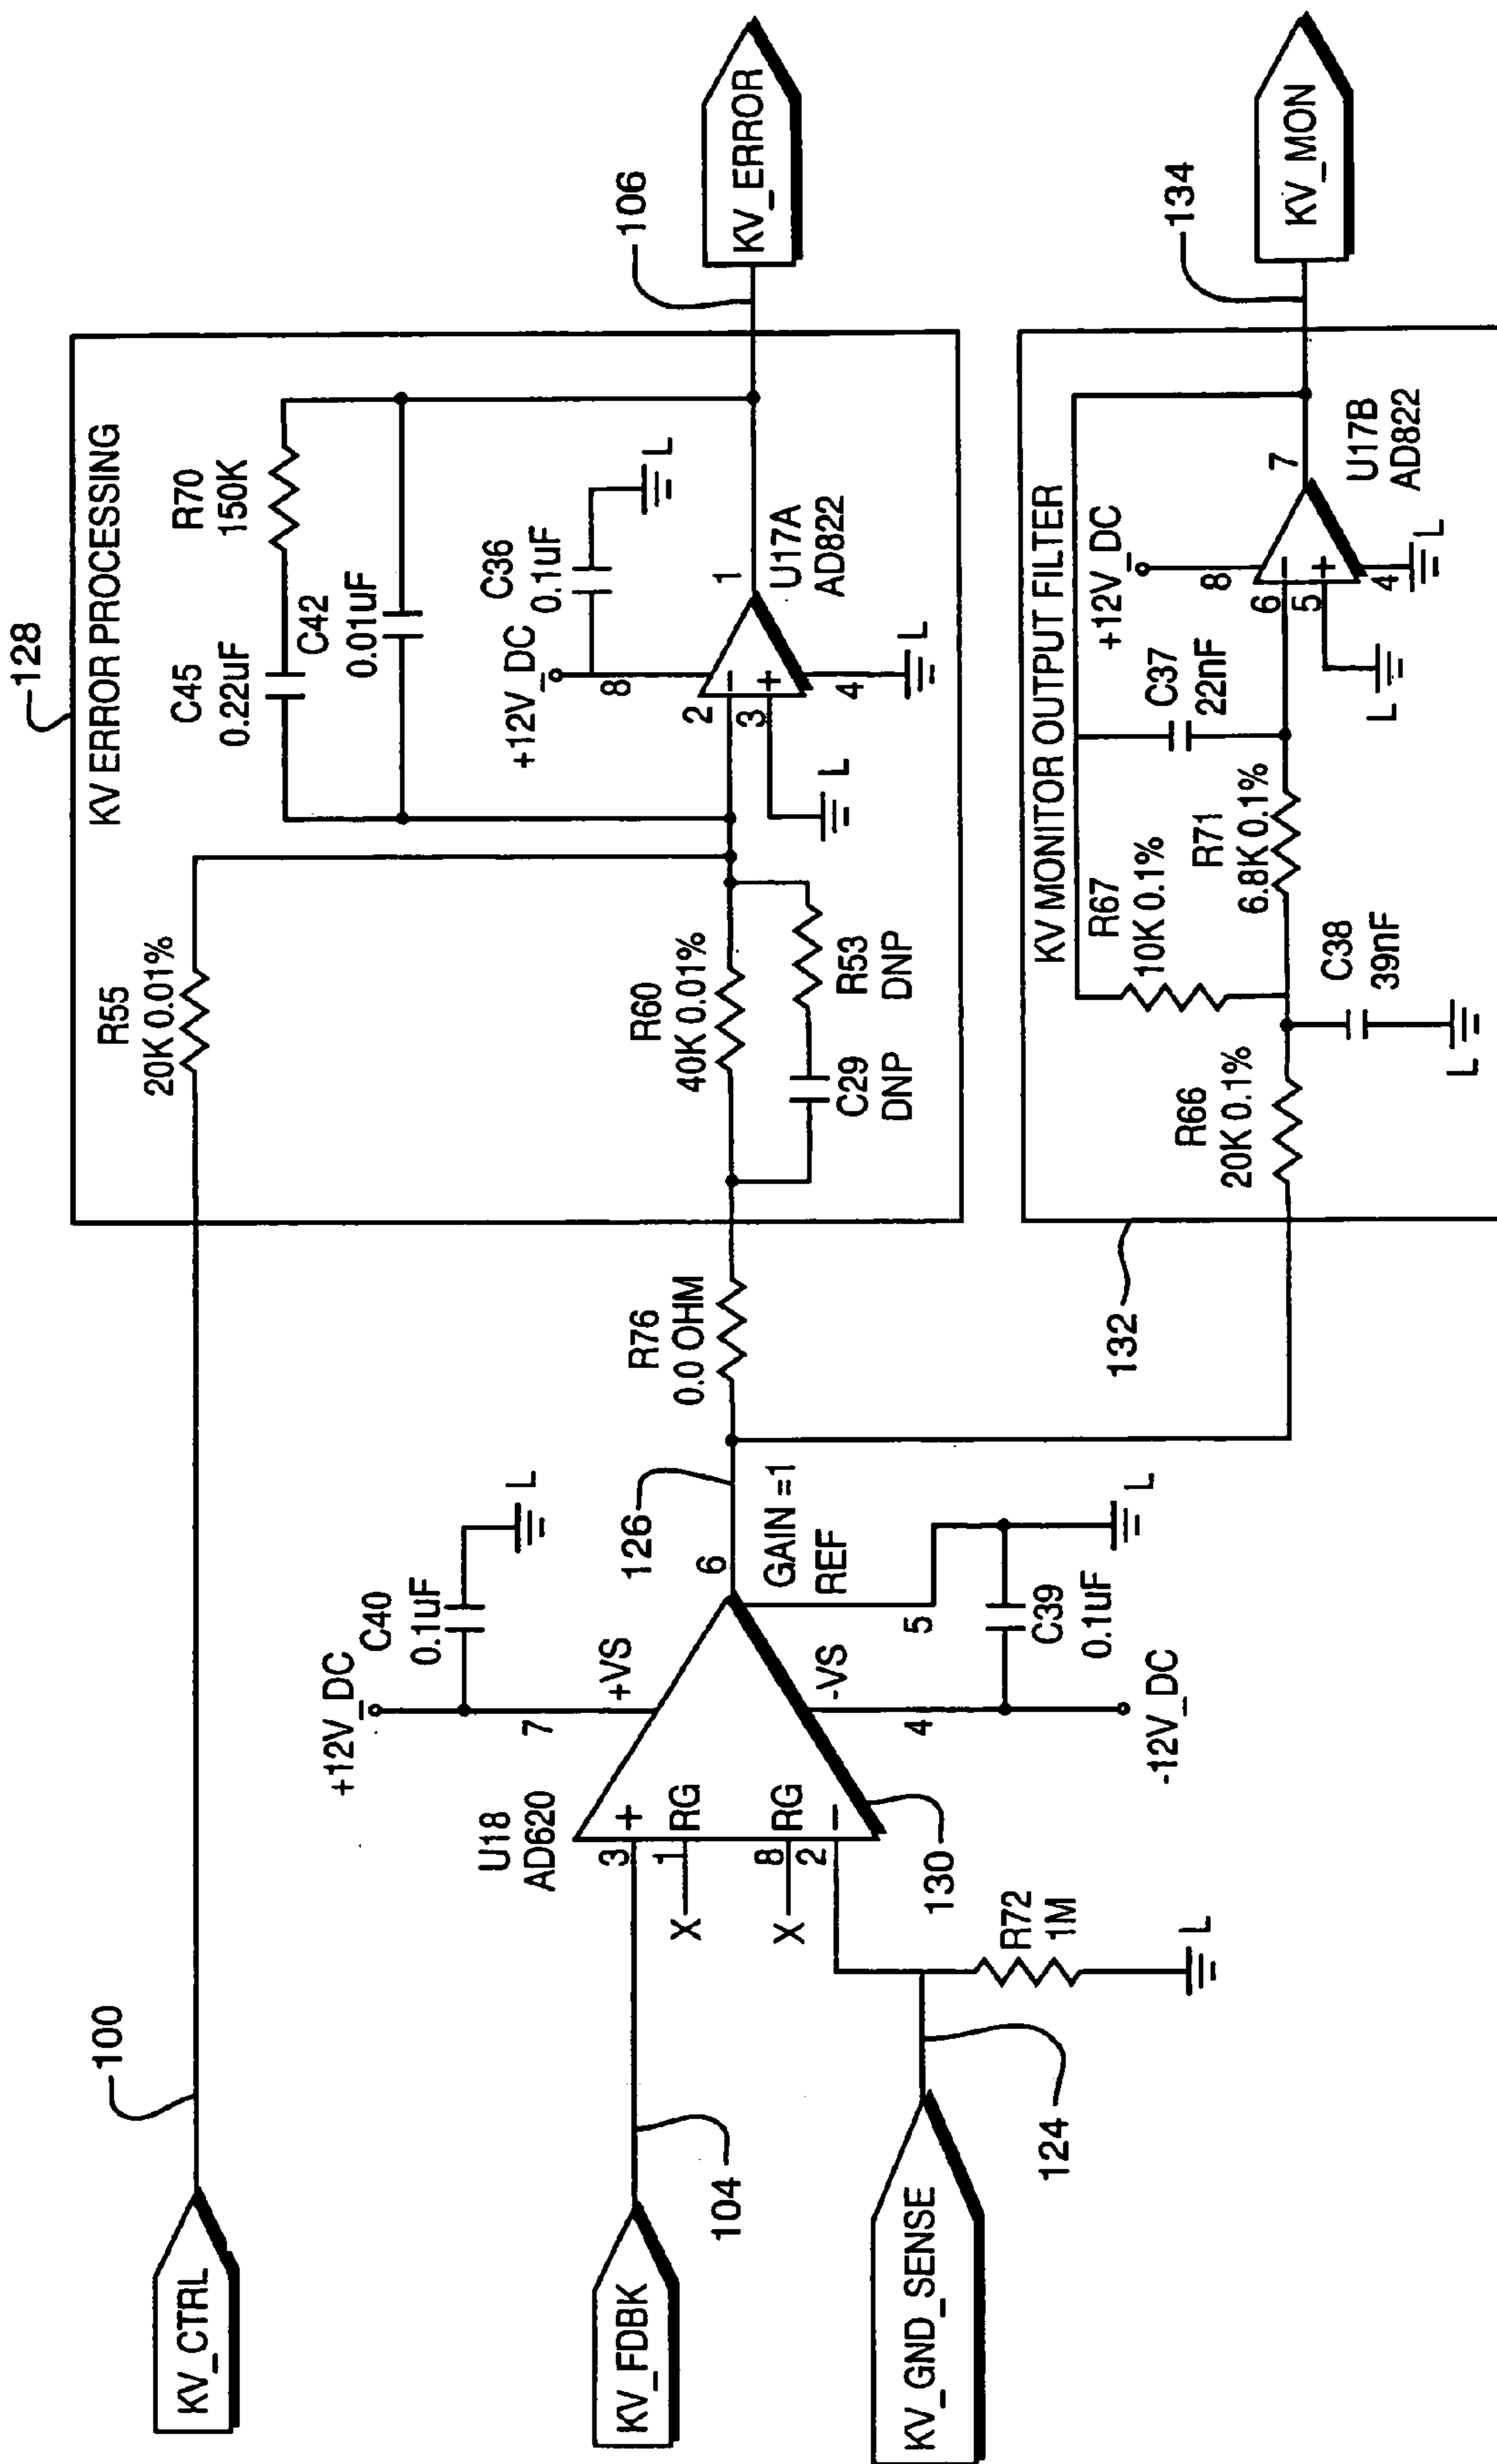 KV_CTRL
100
KV_FDBK
104
KV_GND_SENSE
124
R72
1M
L
U18
AD620
3
+
1
RG
X
8
RG
X
2
−
130
+12V_DC
7
+VS
C40
0.1uF
L
-12V_DC
4
-VS
C39
0.1uF
5
L
6
GAIN =1
REF
126
R76
0.0 OHM
128
KV ERROR PROCESSING
R55
20K 0.01%
R60
40K 0.01%
C29
DNP
R53
DNP
C45
0.22uF
R70
150K
C42
0.01uF
+12V_DC
C36
0.1uF
L
8
2
−
3
+
L
4
L
1
U17A
AD822
106
KV_ERROR
132
KV MONITOR OUTPUT FILTER
R66
20K 0.1%
R67
10K 0.1%
C38
39nF
L
R71
6.8K 0.1%
C37
22nF
+12V_DC
8
6
−
5
+
L
4
L
7
U17B
AD822
134
KV_MON